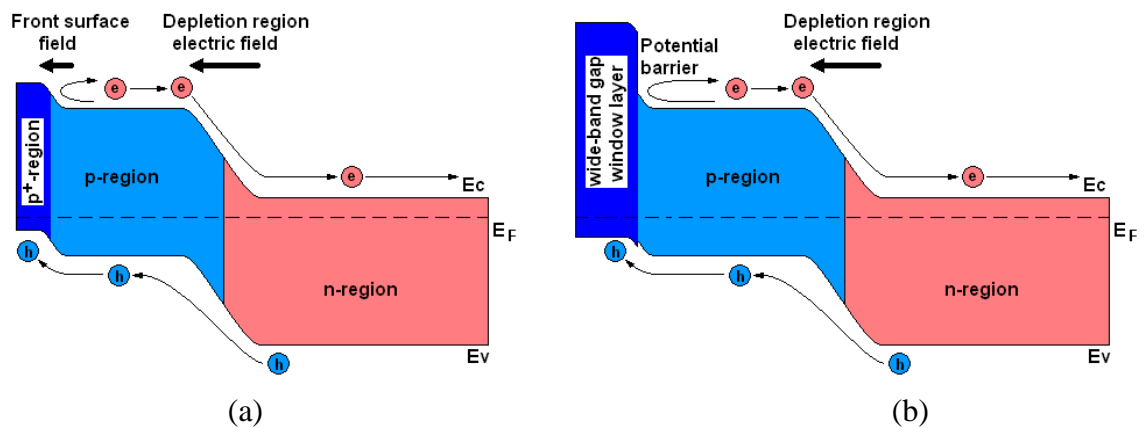 Front surface
field
Depletion region
electric field
e
e
p+-region
p-region
e
Ec
EF
h
h
n-region
h
Ev
(a)
Potential
barrier
Depletion region
electric field
wide-band gap
window layer
e
e
p-region
e
Ec
EF
h
h
n-region
h
Ev
(b)